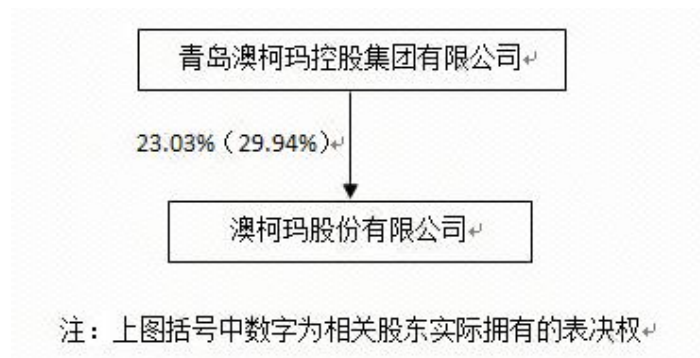 青岛澳柯玛控股集团有限公司
23.03%（29.94%）
澳柯玛股份有限公司
注：上图括号中数字为相关股东实际拥有的表决权